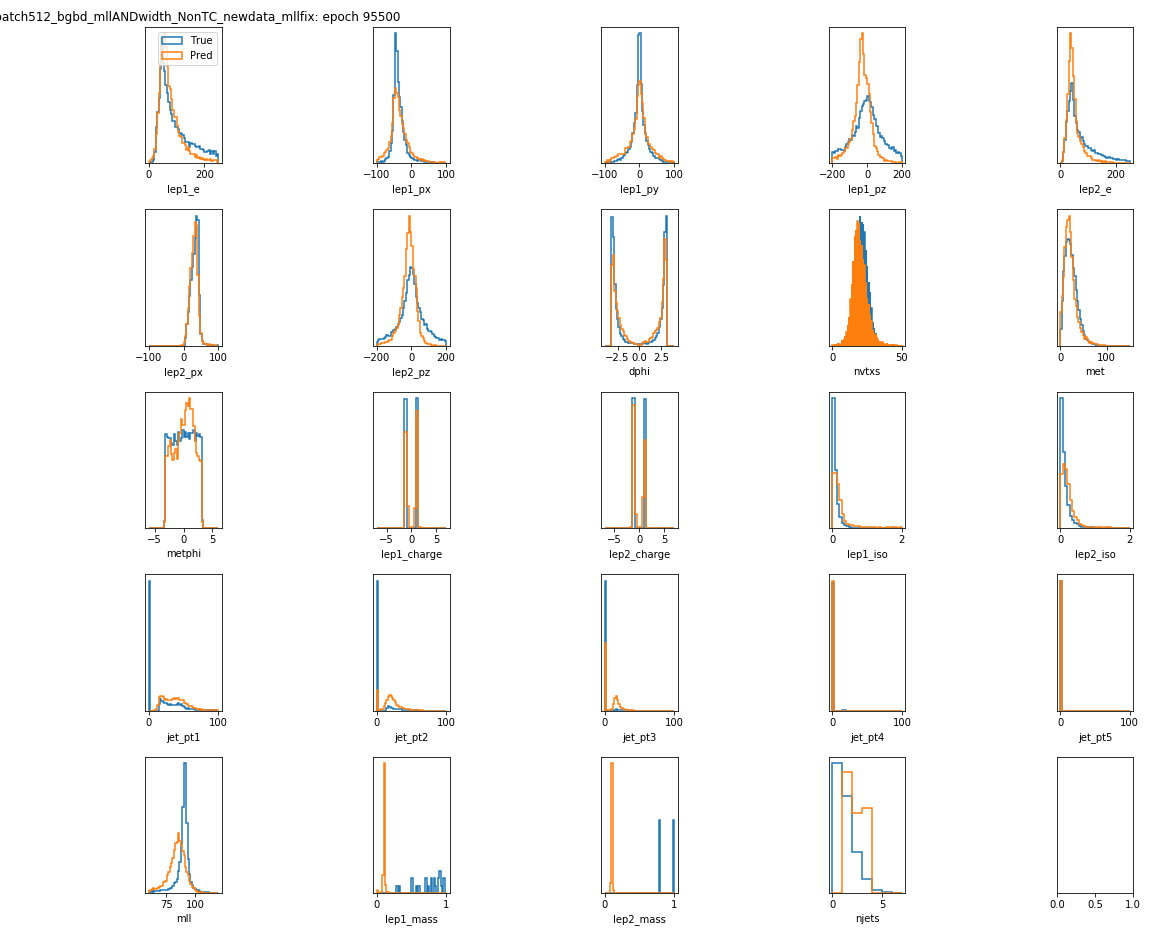 batch512_bgbd_mllANDwidth_NonTC_newdata_mllfix: epoch 95500
True
Pred
0 200
lep1_e
−100 0 100
lep1_px
−100 0 100
lep1_py
−200 0 200
lep1_pz
0 200
lep2_e
−100 0 100
lep2_px
−200 0 200
lep2_pz
−2.5 0.0 2.5
dphi
0 50
nvtxs
0 100
met
−5 0 5
metphi
−5 0 5
lep1_charge
−5 0 5
lep2_charge
0 2
lep1_iso
0 2
lep2_iso
0 100
jet_pt1
0 100
jet_pt2
0 100
jet_pt3
0 100
jet_pt4
0 100
jet_pt5
75 100
mll
0 1
lep1_mass
0 1
lep2_mass
0 5
njets
0.0 0.5 1.0